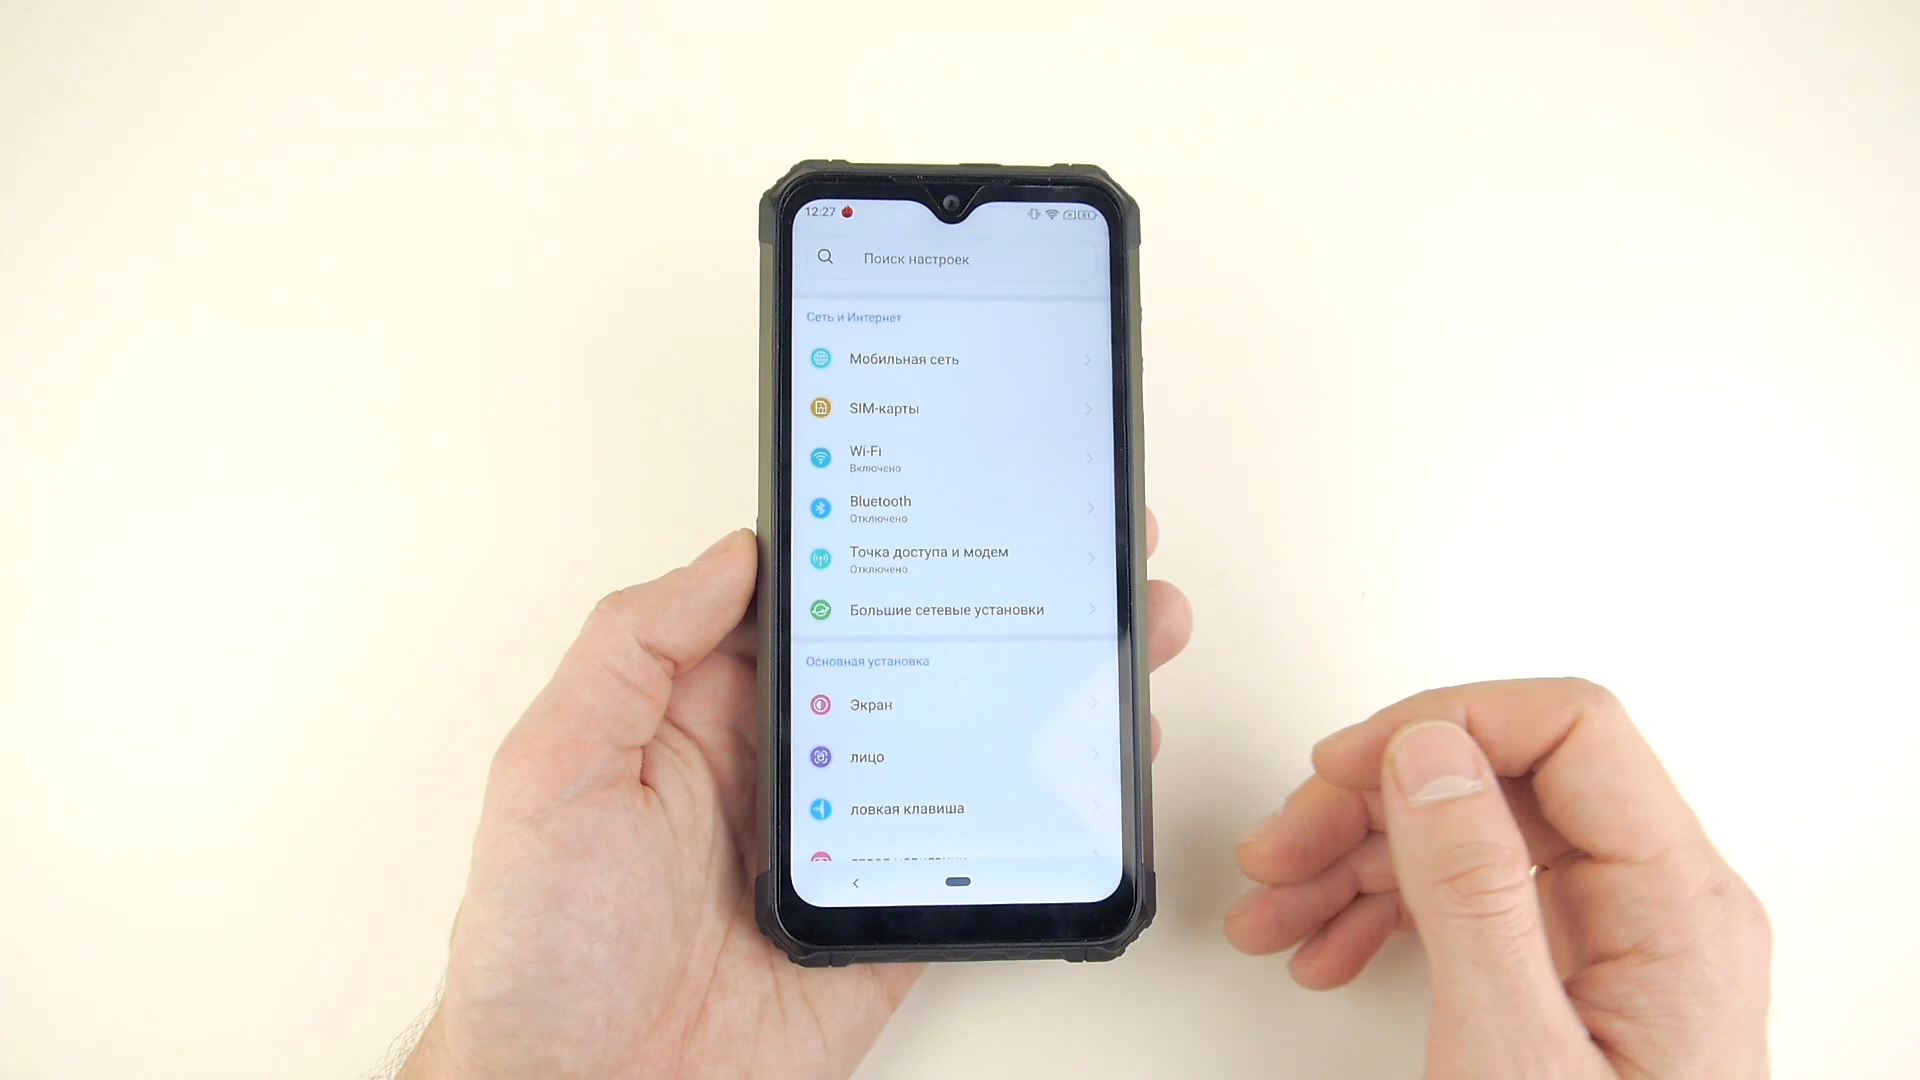 12:27
61
Поиск настроек
Сеть и Интернет
Мобильная сеть
SIM-карты
Wi-Fi
Включено
Bluetooth
Отключено
Точка доступа и модем
Отключено
Большие сетевые установки
Основная установка
Экран
лицо
ловкая клавиша